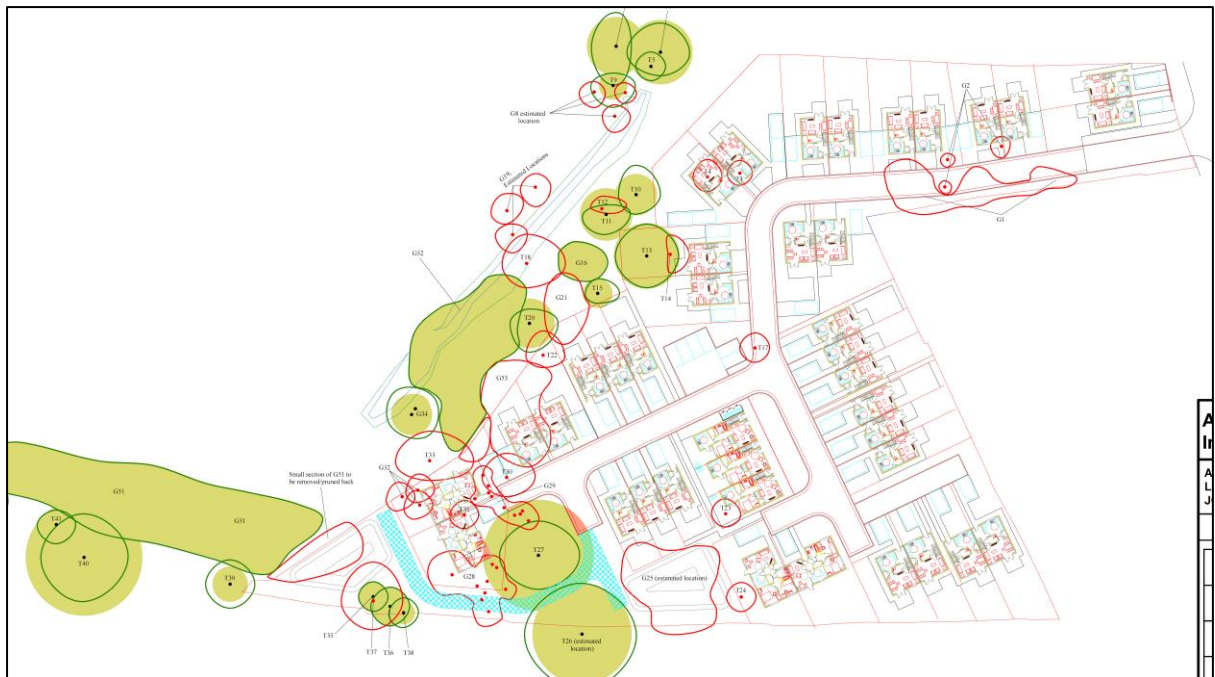 T5
T9
G2
G8 estimated
location
G19;
Estimated Locations
T4
T10
T12
T11
G1
G52
T18
G16
T13
T15
T14
G21
T20
T17
T22
G53
G34
T33
T30
G32
G29
Small section of G51 to
be removed/pruned back
G51
G51
T31
T23
T41
T40
T27
T39
G28
G25 (estimated location)
T24
T35
T37
T36
T38
T26 (estimated
location)
A
A
L
J